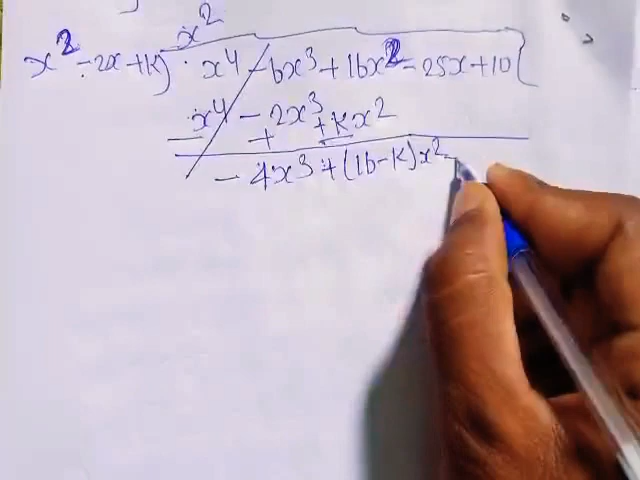 x²
x² - 2x + k) x⁴ - 6x³ + 16x² - 25x + 10 (
x⁴ - 2x³ + kx²
- + -
- 4x³ + (16-k)x² -